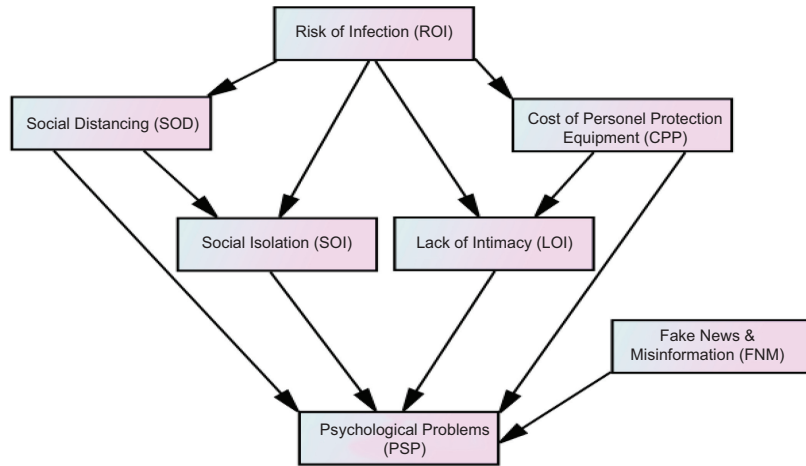 Risk of Infection (ROI)
Social Distancing (SOD)
Cost of Personel Protection
Equipment (CPP)
Social Isolation (SOI)
Lack of Intimacy (LOI)
Fake News &
Misinformation (FNM)
Psychological Problems
(PSP)